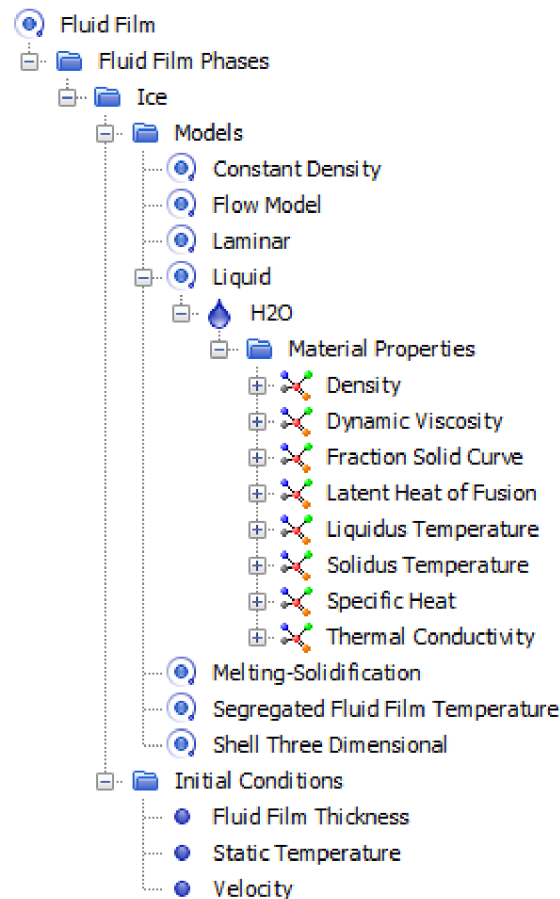 Fluid Film
Fluid Film Phases
Ice
Models
Constant Density
Flow Model
Laminar
Liquid
H2O
Material Properties
Density
Dynamic Viscosity
Fraction Solid Curve
Latent Heat of Fusion
Liquidus Temperature
Solidus Temperature
Specific Heat
Thermal Conductivity
Melting-Solidification
Segregated Fluid Film Temperature
Shell Three Dimensional
Initial Conditions
Fluid Film Thickness
Static Temperature
Velocity